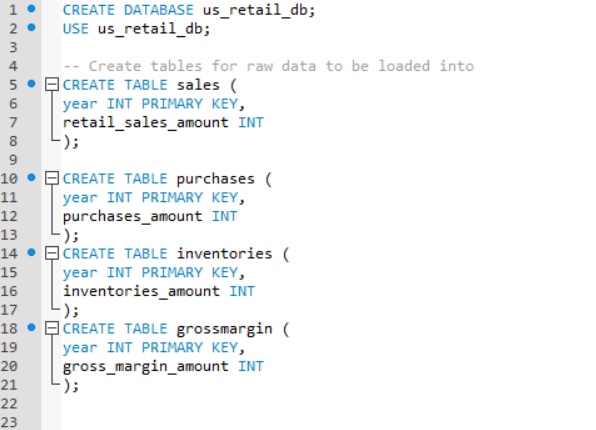 1 CREATE DATABASE us_retail_db;
2 USE us_retail_db;
3
4 -- Create tables for raw data to be loaded into
5 CREATE TABLE sales (
6 year INT PRIMARY KEY,
7 retail_sales_amount INT
8 );
9
10 CREATE TABLE purchases (
11 year INT PRIMARY KEY,
12 purchases_amount INT
13 );
14 CREATE TABLE inventories (
15 year INT PRIMARY KEY,
16 inventories_amount INT
17 );
18 CREATE TABLE grossmargin (
19 year INT PRIMARY KEY,
20 gross_margin_amount INT
21 );
22
23